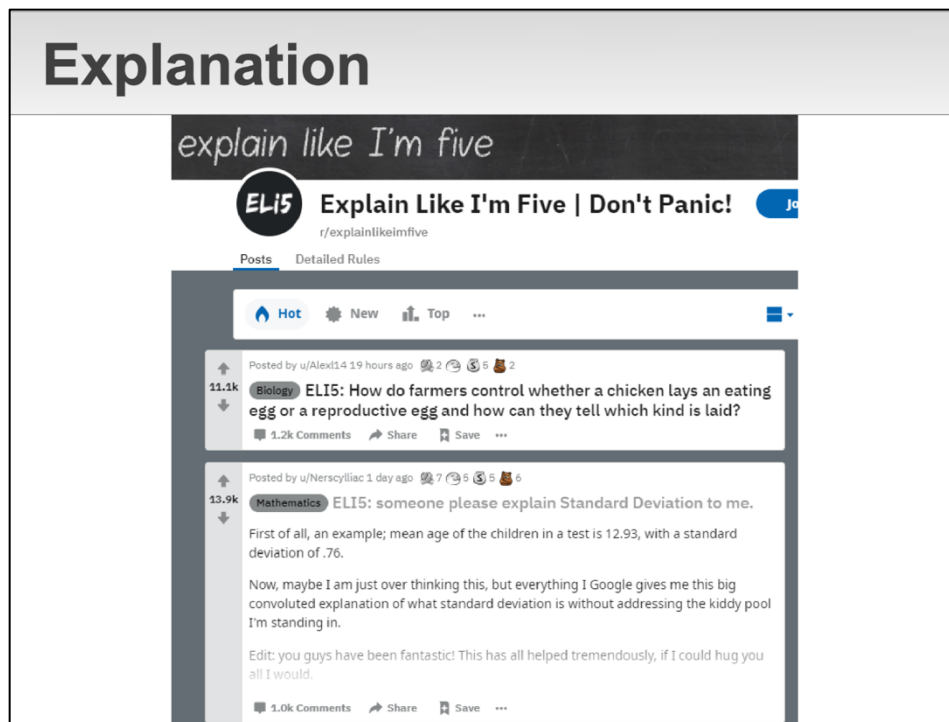 Explanation
explain like I'm five
ELi5
Explain Like I'm Five | Don't Panic!
Jo
r/explainlikeimfive
Posts Detailed Rules
Hot New Top ...
Posted by u/Alexl14 19 hours ago 2 5 2
11.1k
Biology ELI5: How do farmers control whether a chicken lays an eating
egg or a reproductive egg and how can they tell which kind is laid?
1.2k Comments Share Save ...
Posted by u/Nerscylliac 1 day ago 7 5 5 6
13.9k
Mathematics ELI5: someone please explain Standard Deviation to me.
First of all, an example; mean age of the children in a test is 12.93, with a standard
deviation of .76.
Now, maybe I am just over thinking this, but everything I Google gives me this big
convoluted explanation of what standard deviation is without addressing the kiddy pool
I'm standing in.
Edit: you guys have been fantastic! This has all helped tremendously, if I could hug you
all I would.
1.0k Comments Share Save ...